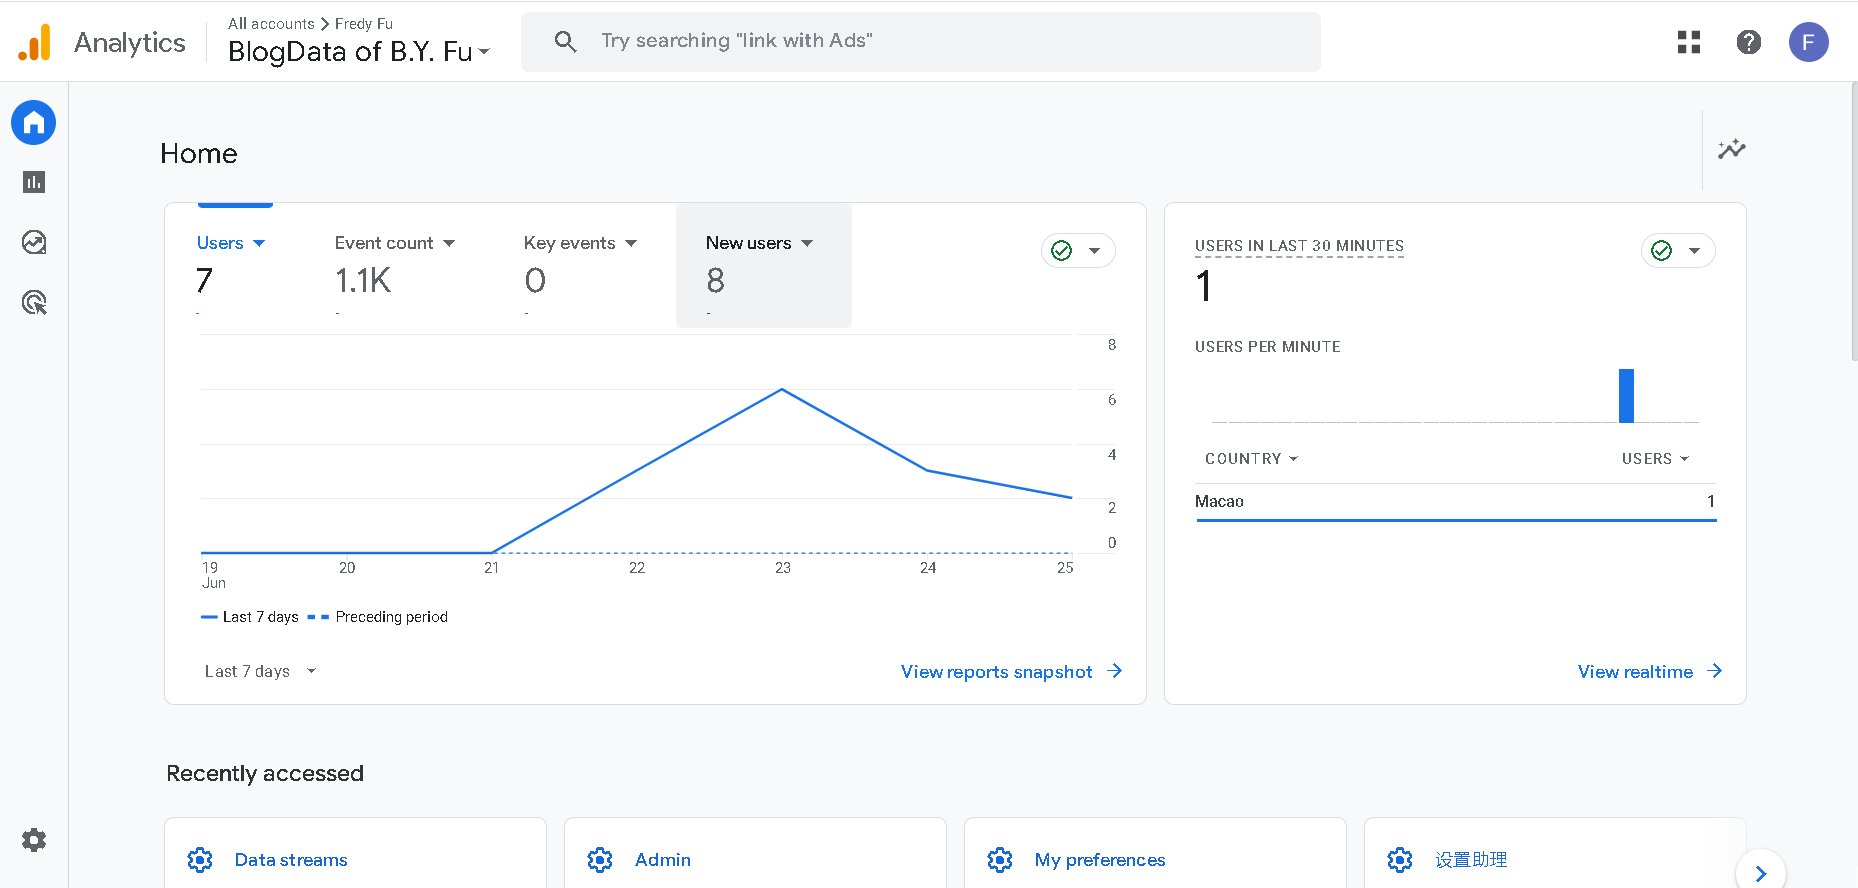 Analytics
All accounts > Fredy Fu
BlogData of B.Y. Fu
Try searching "link with Ads"
F
Home
Users
7
-
Event count
1.1K
-
Key events
0
-
New users
8
-
8
6
4
2
0
19
Jun
20
21
22
23
24
25
Last 7 days
Preceding period
Last 7 days
View reports snapshot
USERS IN LAST 30 MINUTES
1
USERS PER MINUTE
COUNTRY
USERS
Macao
1
View realtime
Recently accessed
Data streams
Admin
My preferences
设置助理